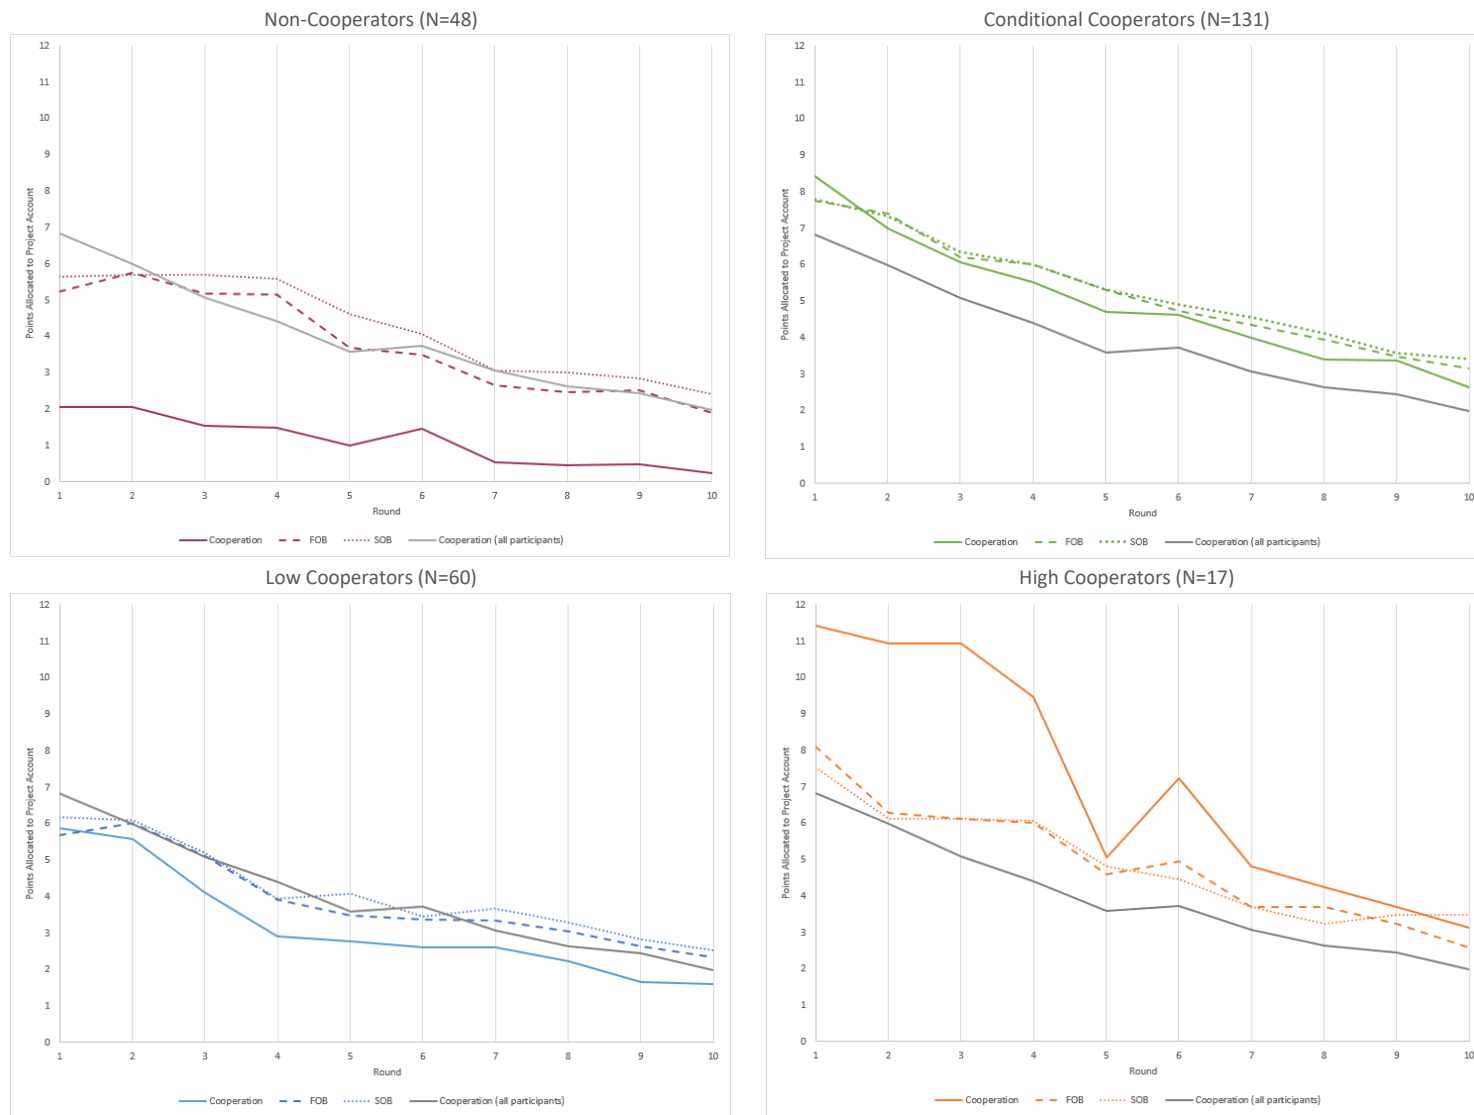 Non-Cooperators (N=48)
12
11
10
9
8
7
6
5
4
3
2
1
0
Points Allocated to Project Account
1 2 3 4 5 6 7 8 9 10
Round
Cooperation FOB SOB Cooperation (all participants)
Conditional Cooperators (N=131)
12
11
10
9
8
7
6
5
4
3
2
1
0
Points Allocated to Project Account
1 2 3 4 5 6 7 8 9 10
Round
Cooperation FOB SOB Cooperation (all participants)
Low Cooperators (N=60)
12
11
10
9
8
7
6
5
4
3
2
1
0
Points Allocated to Project Account
1 2 3 4 5 6 7 8 9 10
Round
Cooperation FOB SOB Cooperation (all participants)
High Cooperators (N=17)
12
11
10
9
8
7
6
5
4
3
2
1
0
Points Allocated to Project Account
1 2 3 4 5 6 7 8 9 10
Round
Cooperation FOB SOB Cooperation (all participants)